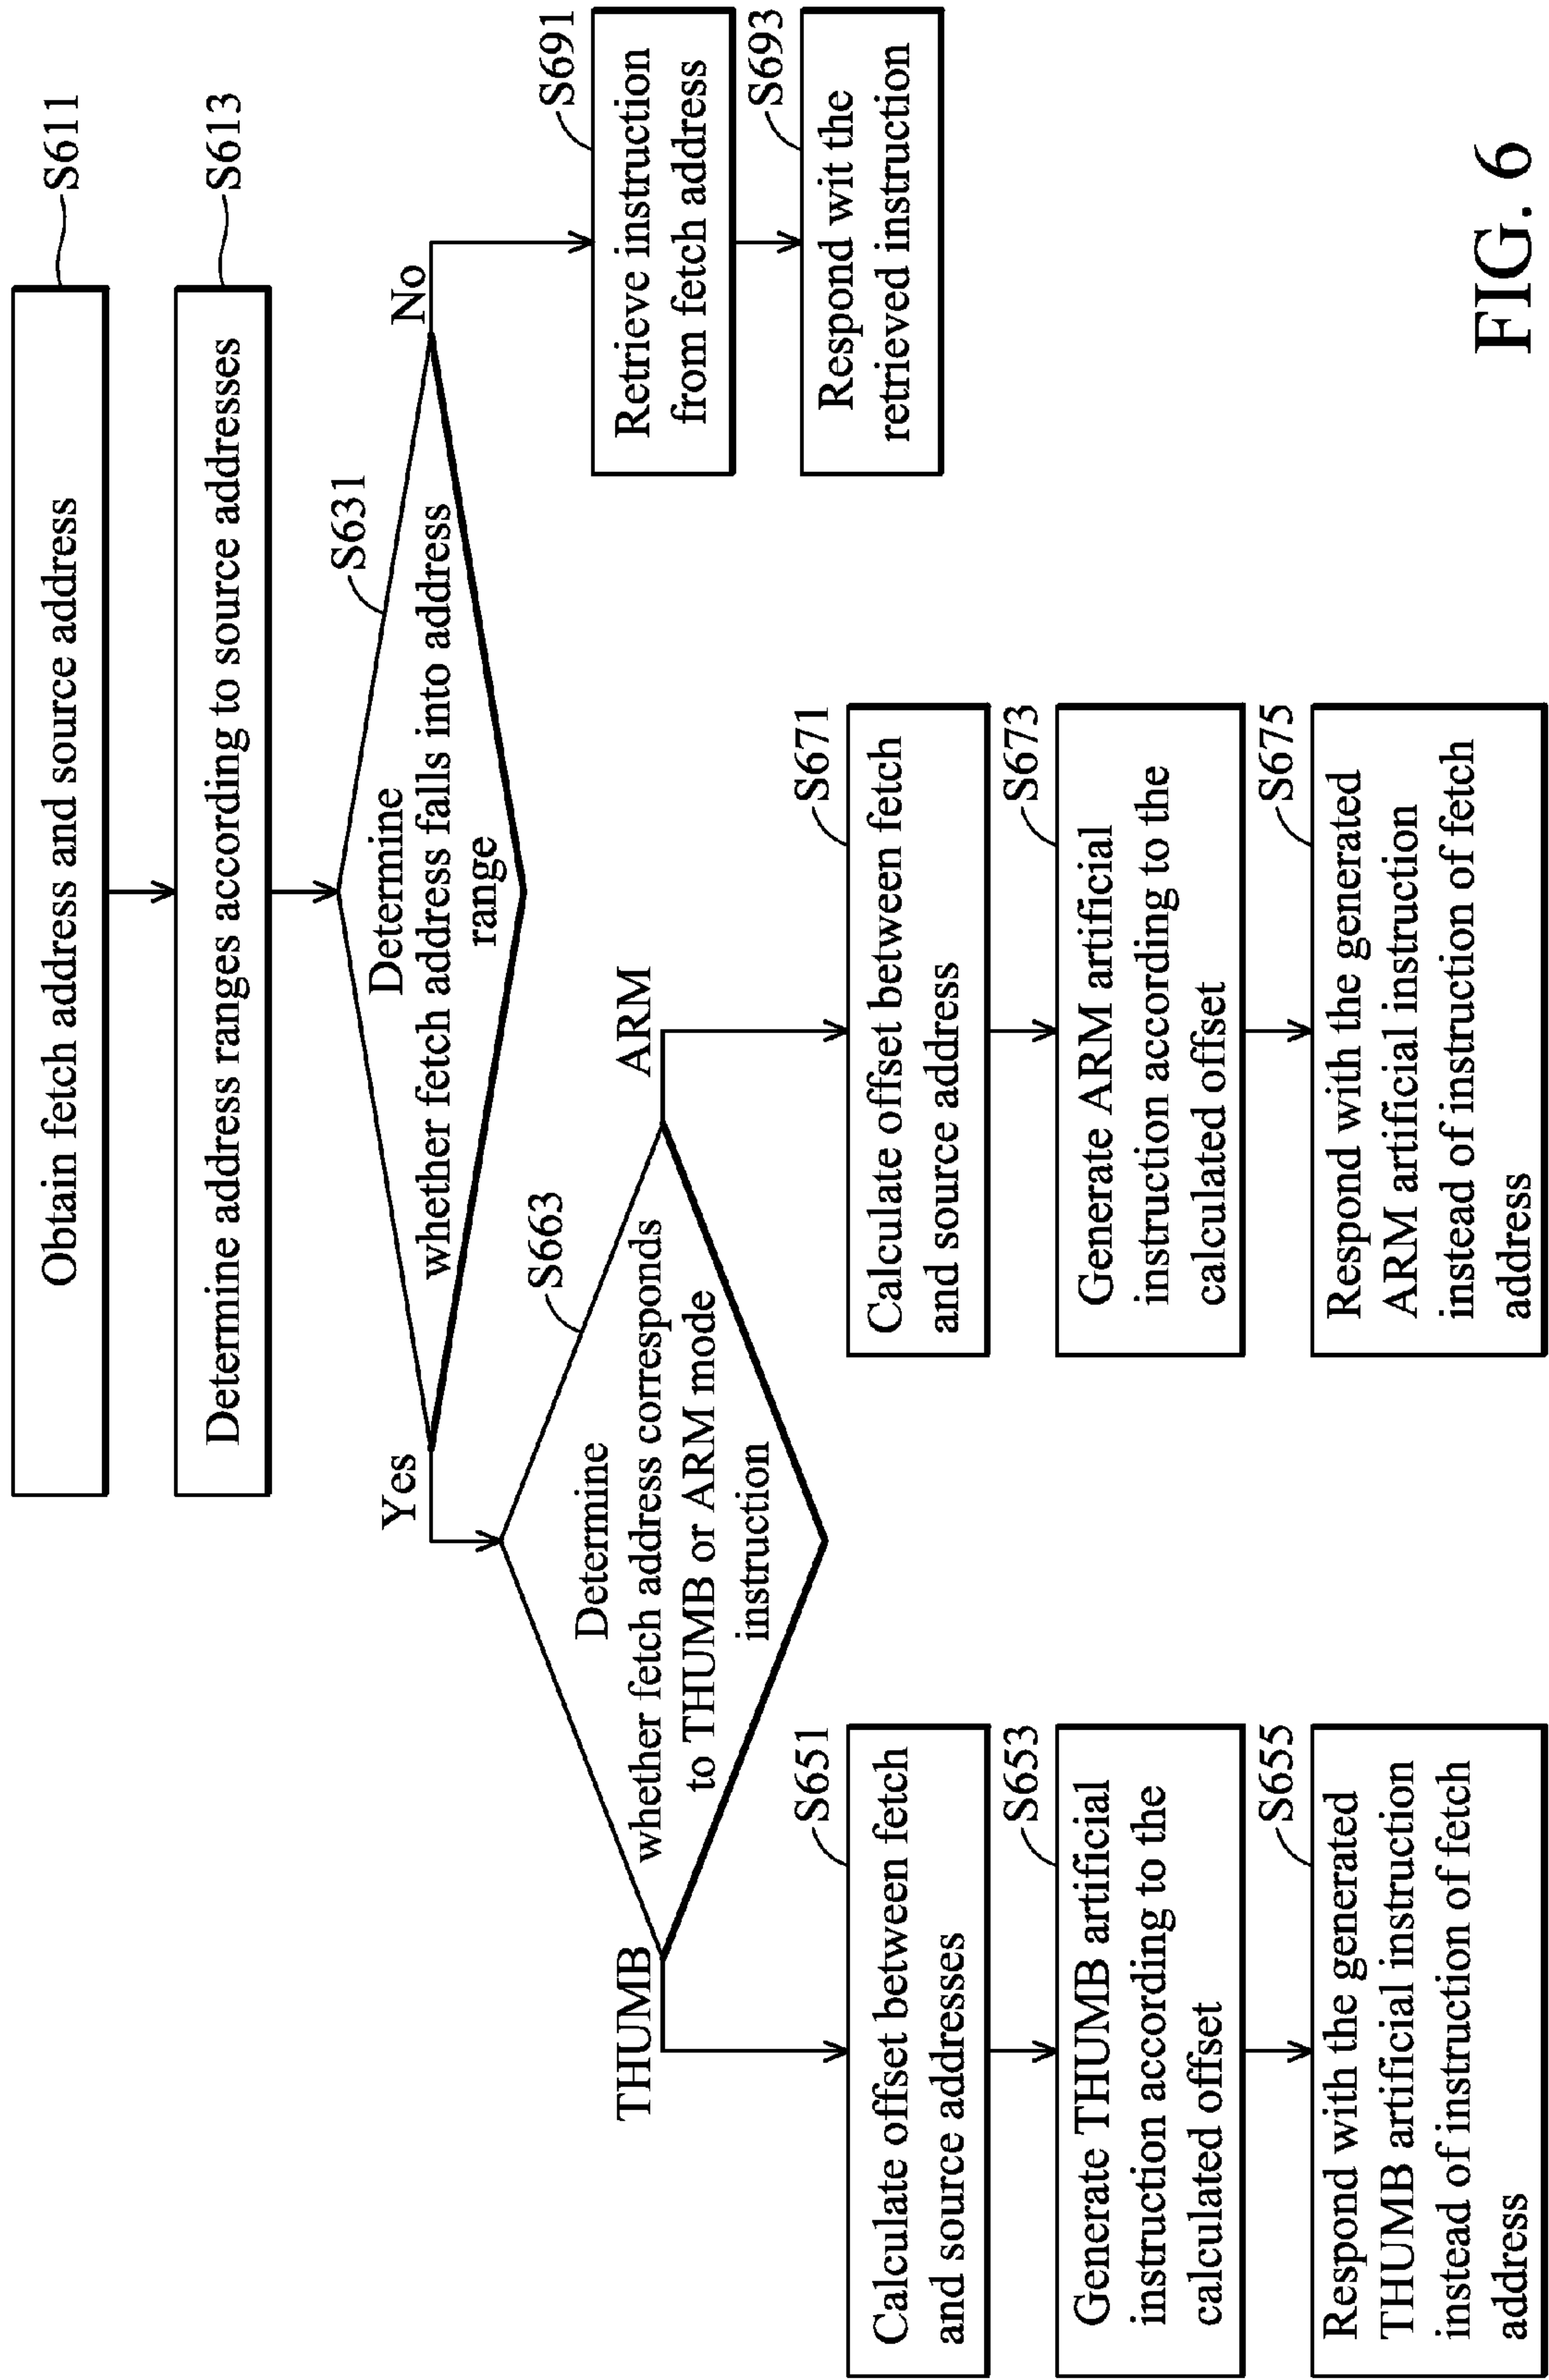 Obtain fetch address and source address
S611
Determine address ranges according to source addresses
S613
Determine
whether fetch address falls into address
range
S631
Yes
No
Determine
whether fetch address corresponds
to THUMB or ARM mode
instruction
S663
THUMB
ARM
Calculate offset between fetch
and source addresses
S651
Generate THUMB artificial
instruction according to the
calculated offset
S653
Respond with the generated
THUMB artificial instruction
instead of instruction of fetch
address
S655
Calculate offset between fetch
and source address
S671
Generate ARM artificial
instruction according to the
calculated offset
S673
Respond with the generated
ARM artificial instruction
instead of instruction of fetch
address
S675
Retrieve instruction
from fetch address
S691
Respond wit the
retrieved instruction
S693
FIG. 6